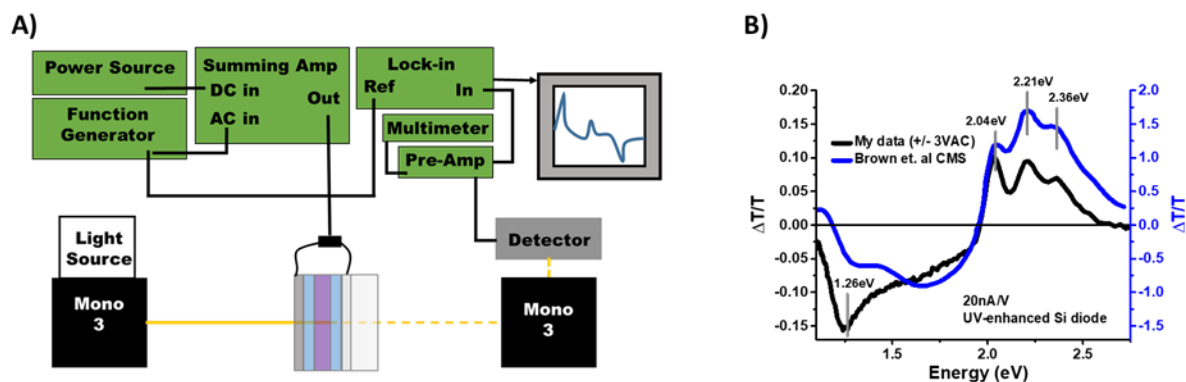 A)
Power Source
Function
Generator
Summing Amp
DC in
AC in
Out
Lock-in
Ref
In
Multimeter
Pre-Amp
Light
Source
Mono
3
Detector
Mono
3
B)
2.21eV
2.36eV
2.04eV
My data (+/- 3VAC)
Brown et. al CMS
1.26eV
20nA/V
UV-enhanced Si diode
0.20
0.15
0.10
0.05
0.00
-0.05
-0.10
-0.15
ΔT/T
2.0
1.5
1.0
0.5
0.0
-0.5
-1.0
-1.5
ΔT/T
1.5
2.0
2.5
Energy (eV)